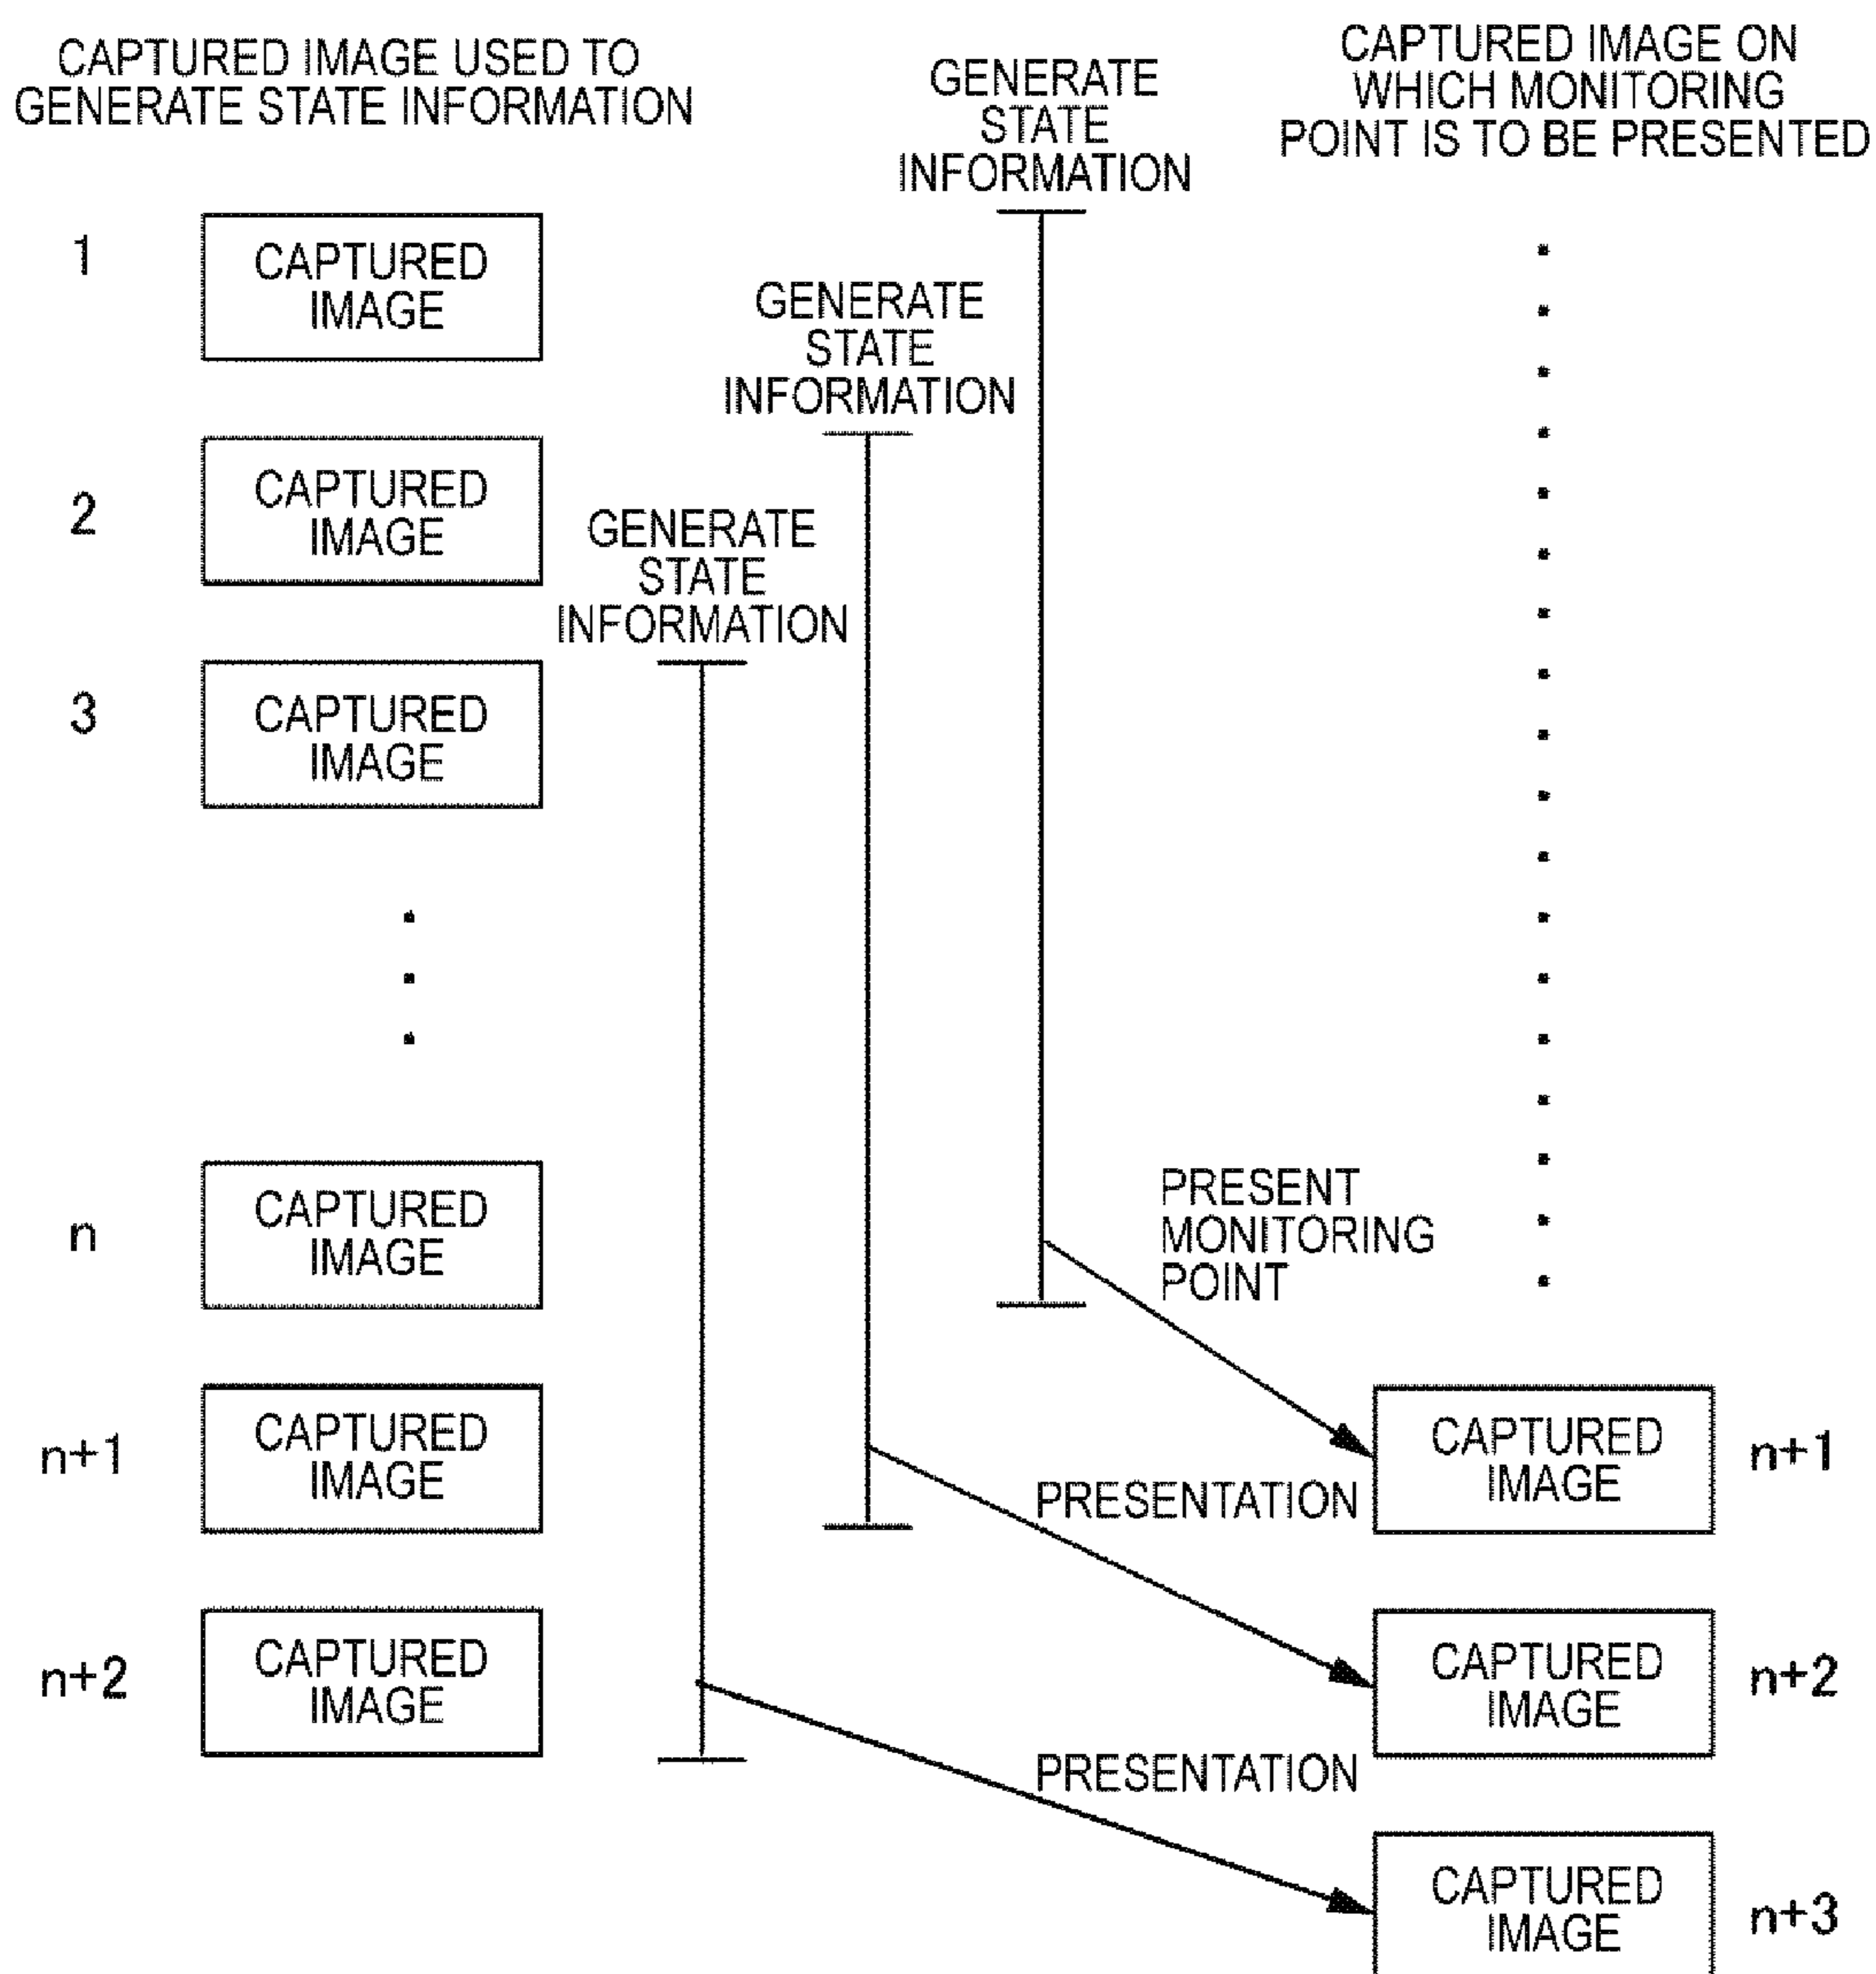 CAPTURED IMAGE USED TO
GENERATE STATE INFORMATION
GENERATE
STATE
INFORMATION
CAPTURED IMAGE ON
WHICH MONITORING
POINT IS TO BE PRESENTED
1
CAPTURED
IMAGE
GENERATE
STATE
INFORMATION
2
CAPTURED
IMAGE
GENERATE
STATE
INFORMATION
3
CAPTURED
IMAGE
n
CAPTURED
IMAGE
PRESENT
MONITORING
POINT
n+1
CAPTURED
IMAGE
CAPTURED
IMAGE
n+1
PRESENTATION
n+2
CAPTURED
IMAGE
CAPTURED
IMAGE
n+2
PRESENTATION
CAPTURED
IMAGE
n+3